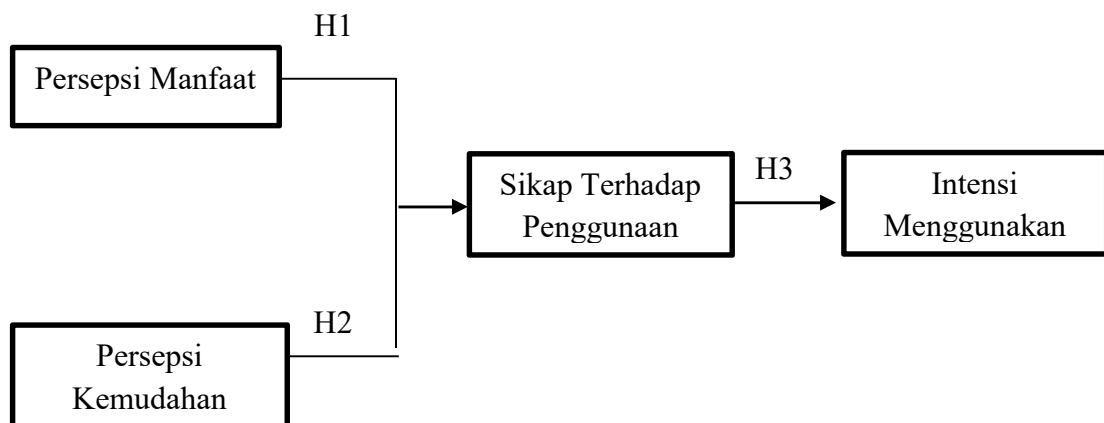 H1
Persepsi Manfaat
Sikap Terhadap
Penggunaan
H3
Intensi
Menggunakan
H2
Persepsi
Kemudahan